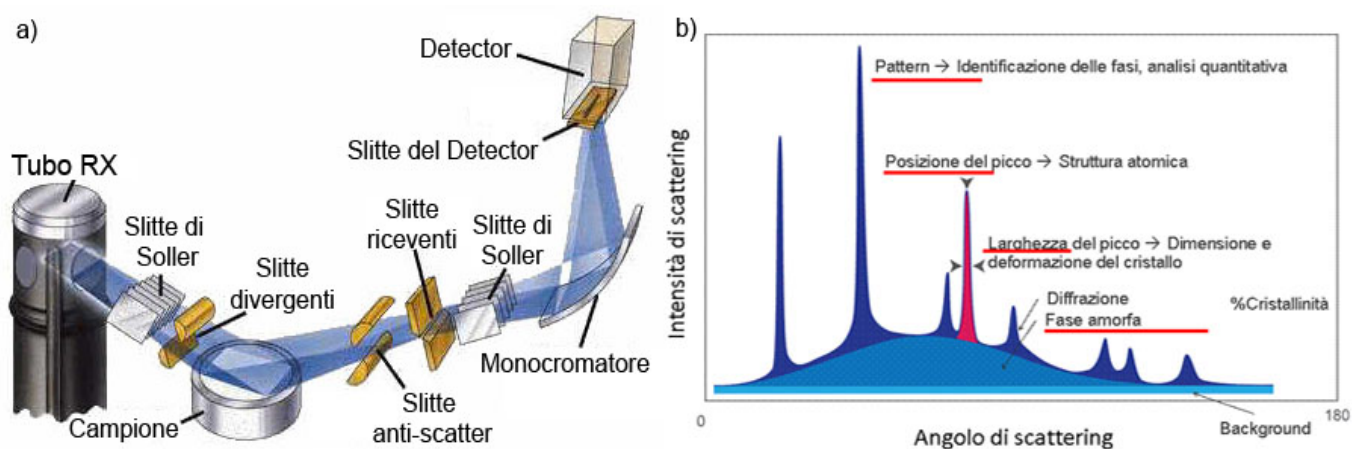 a)
Detector
Slitte del Detector
Tubo RX
Slitte di
Soller
Slitte
divergenti
Slitte
riceventi
Slitte di
Soller
Monocromatore
Slitte
anti-scatter
Campione
b)
Pattern → Identificazione delle fasi, analisi quantitativa
Posizione del picco → Struttura atomica
Larghezza del picco → Dimensione e
deformazione del cristallo
Diffrazione
%Cristallinità
Fase amorfa
Intensità di scattering
0
180
Angolo di scattering
Background